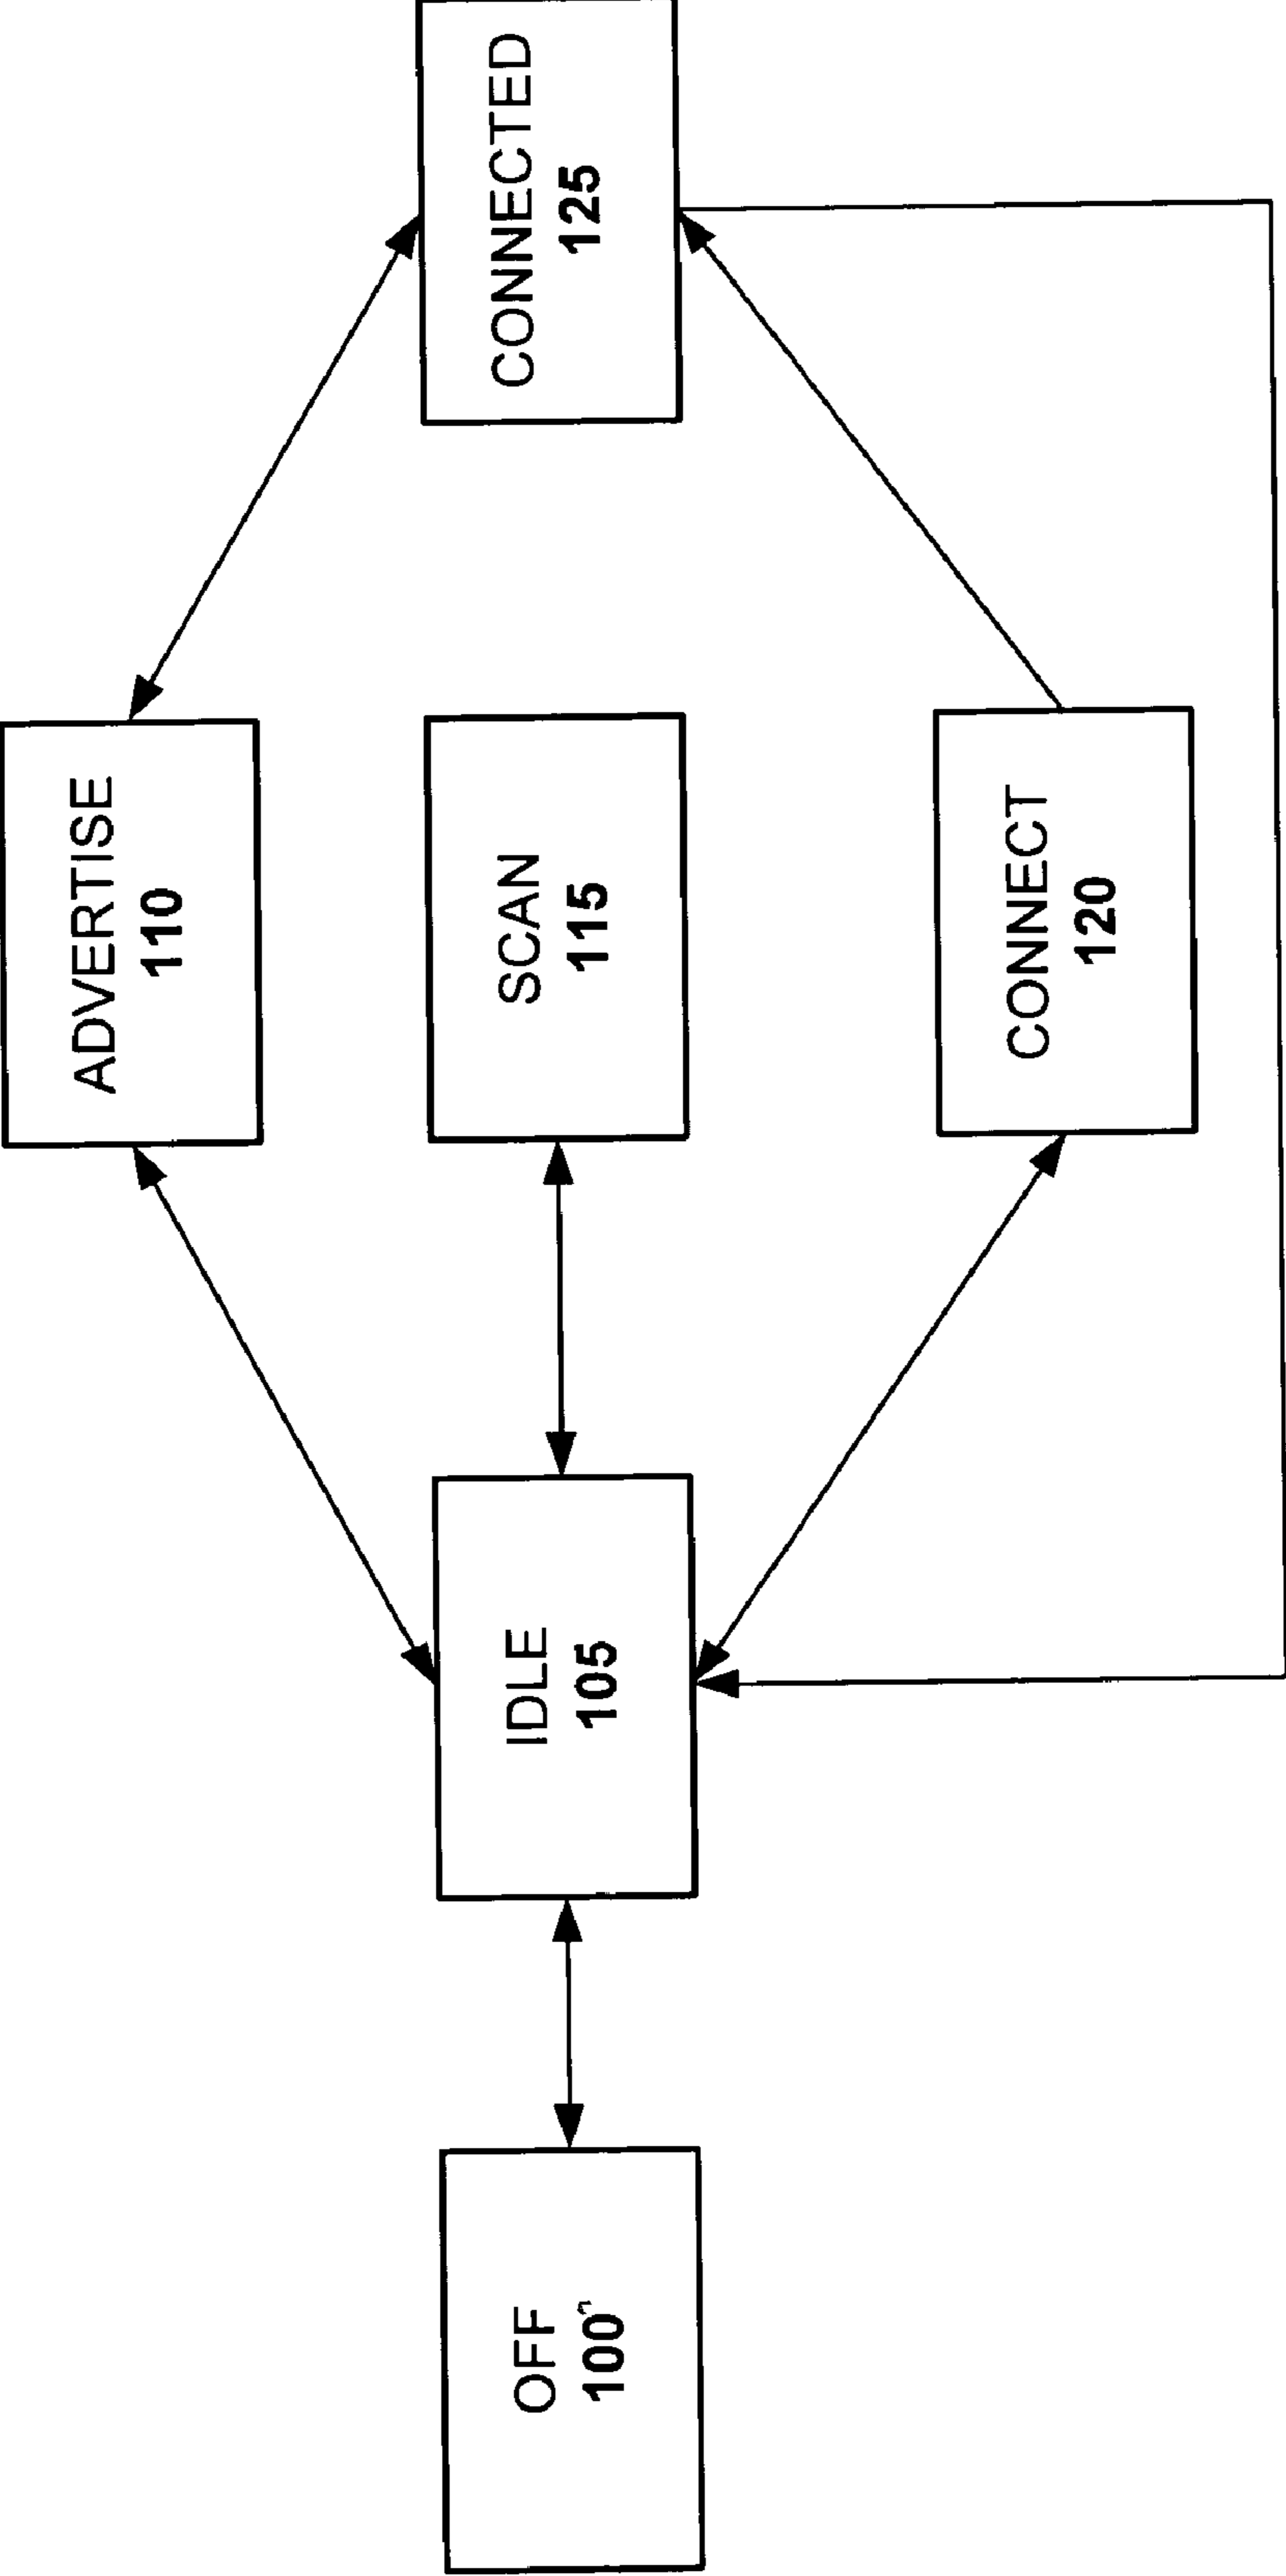 OFF
100
IDLE
105
ADVERTISE
110
SCAN
115
CONNECT
120
CONNECTED
125